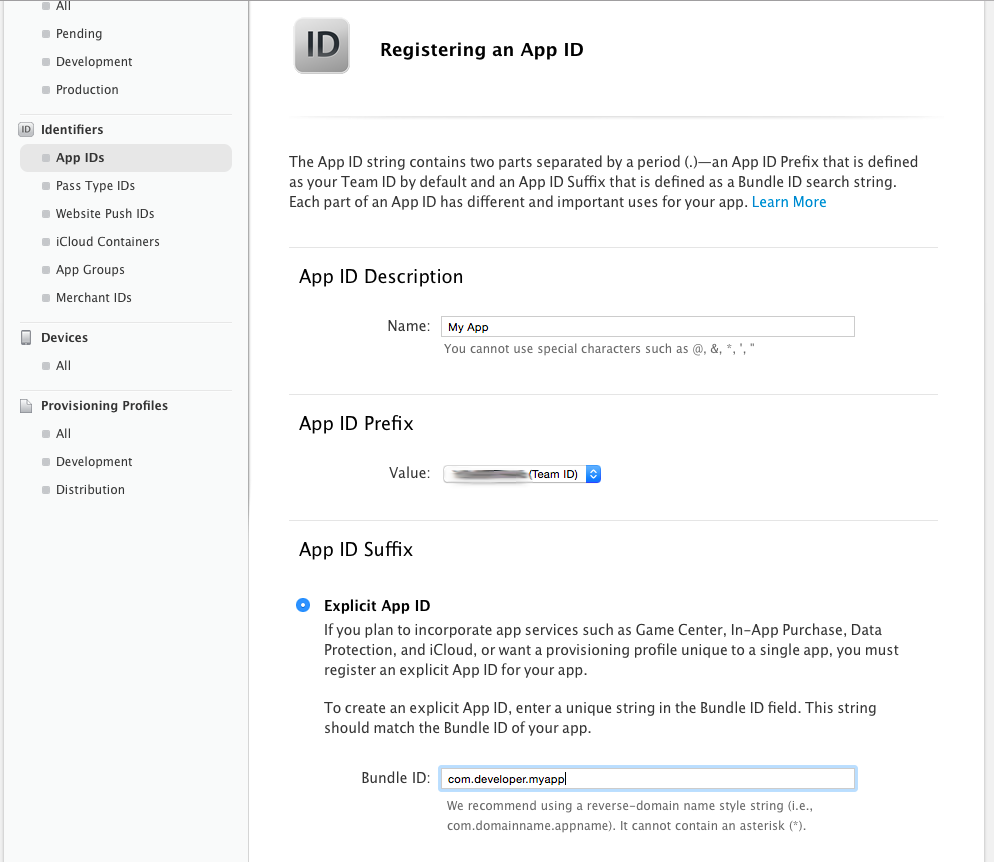 All
Pending
Development
Production
ID Identifiers
App IDs
Pass Type IDs
Website Push IDs
iCloud Containers
App Groups
Merchant IDs
Devices
All
Provisioning Profiles
All
Development
Distribution
ID
Registering an App ID
The App ID string contains two parts separated by a period (.)—an App ID Prefix that is defined
as your Team ID by default and an App ID Suffix that is defined as a Bundle ID search string.
Each part of an App ID has different and important uses for your app. Learn More
App ID Description
Name: My App
You cannot use special characters such as @, &, *, ', "
App ID Prefix
Value: (Team ID)
App ID Suffix
Explicit App ID
If you plan to incorporate app services such as Game Center, In-App Purchase, Data
Protection, and iCloud, or want a provisioning profile unique to a single app, you must
register an explicit App ID for your app.
To create an explicit App ID, enter a unique string in the Bundle ID field. This string
should match the Bundle ID of your app.
Bundle ID: com.developer.myapp
We recommend using a reverse-domain name style string (i.e.,
com.domainname.appname). It cannot contain an asterisk (*).